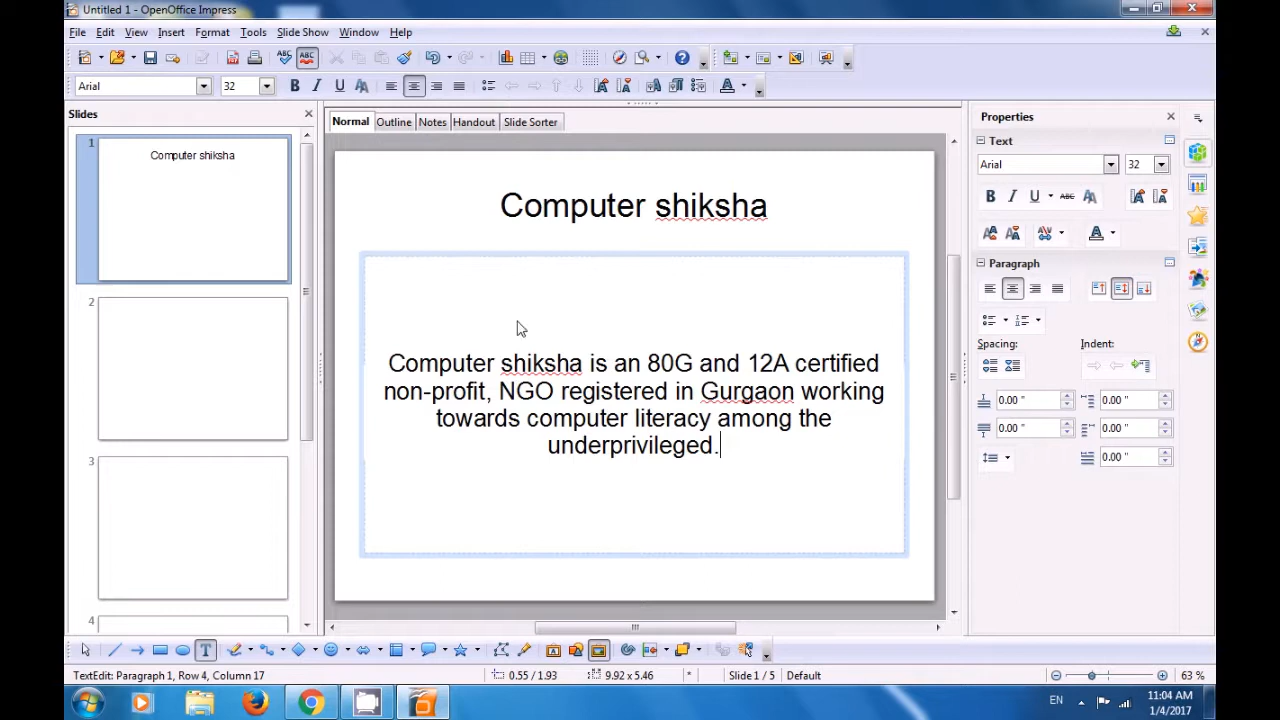 Untitled 1 - OpenOffice Impress
File Edit View Insert Format Tools Slide Show Window Help
Arial 32
Slides
Normal Outline Notes Handout Slide Sorter
Properties
Text
Arial 32
Paragraph
Spacing: Indent:
0.00 " 0.00 "
0.00 " 0.00 "
0.00 "
1
Computer shiksha
2
3
4
Computer shiksha
Computer shiksha is an 80G and 12A certified
non-profit, NGO registered in Gurgaon working
towards computer literacy among the
underprivileged.
TextEdit: Paragraph 1, Row 4, Column 17
0.55 / 1.93
9.92 x 5.46
*
Slide 1 / 5
Default
63 %
EN
11:04 AM
1/4/2017